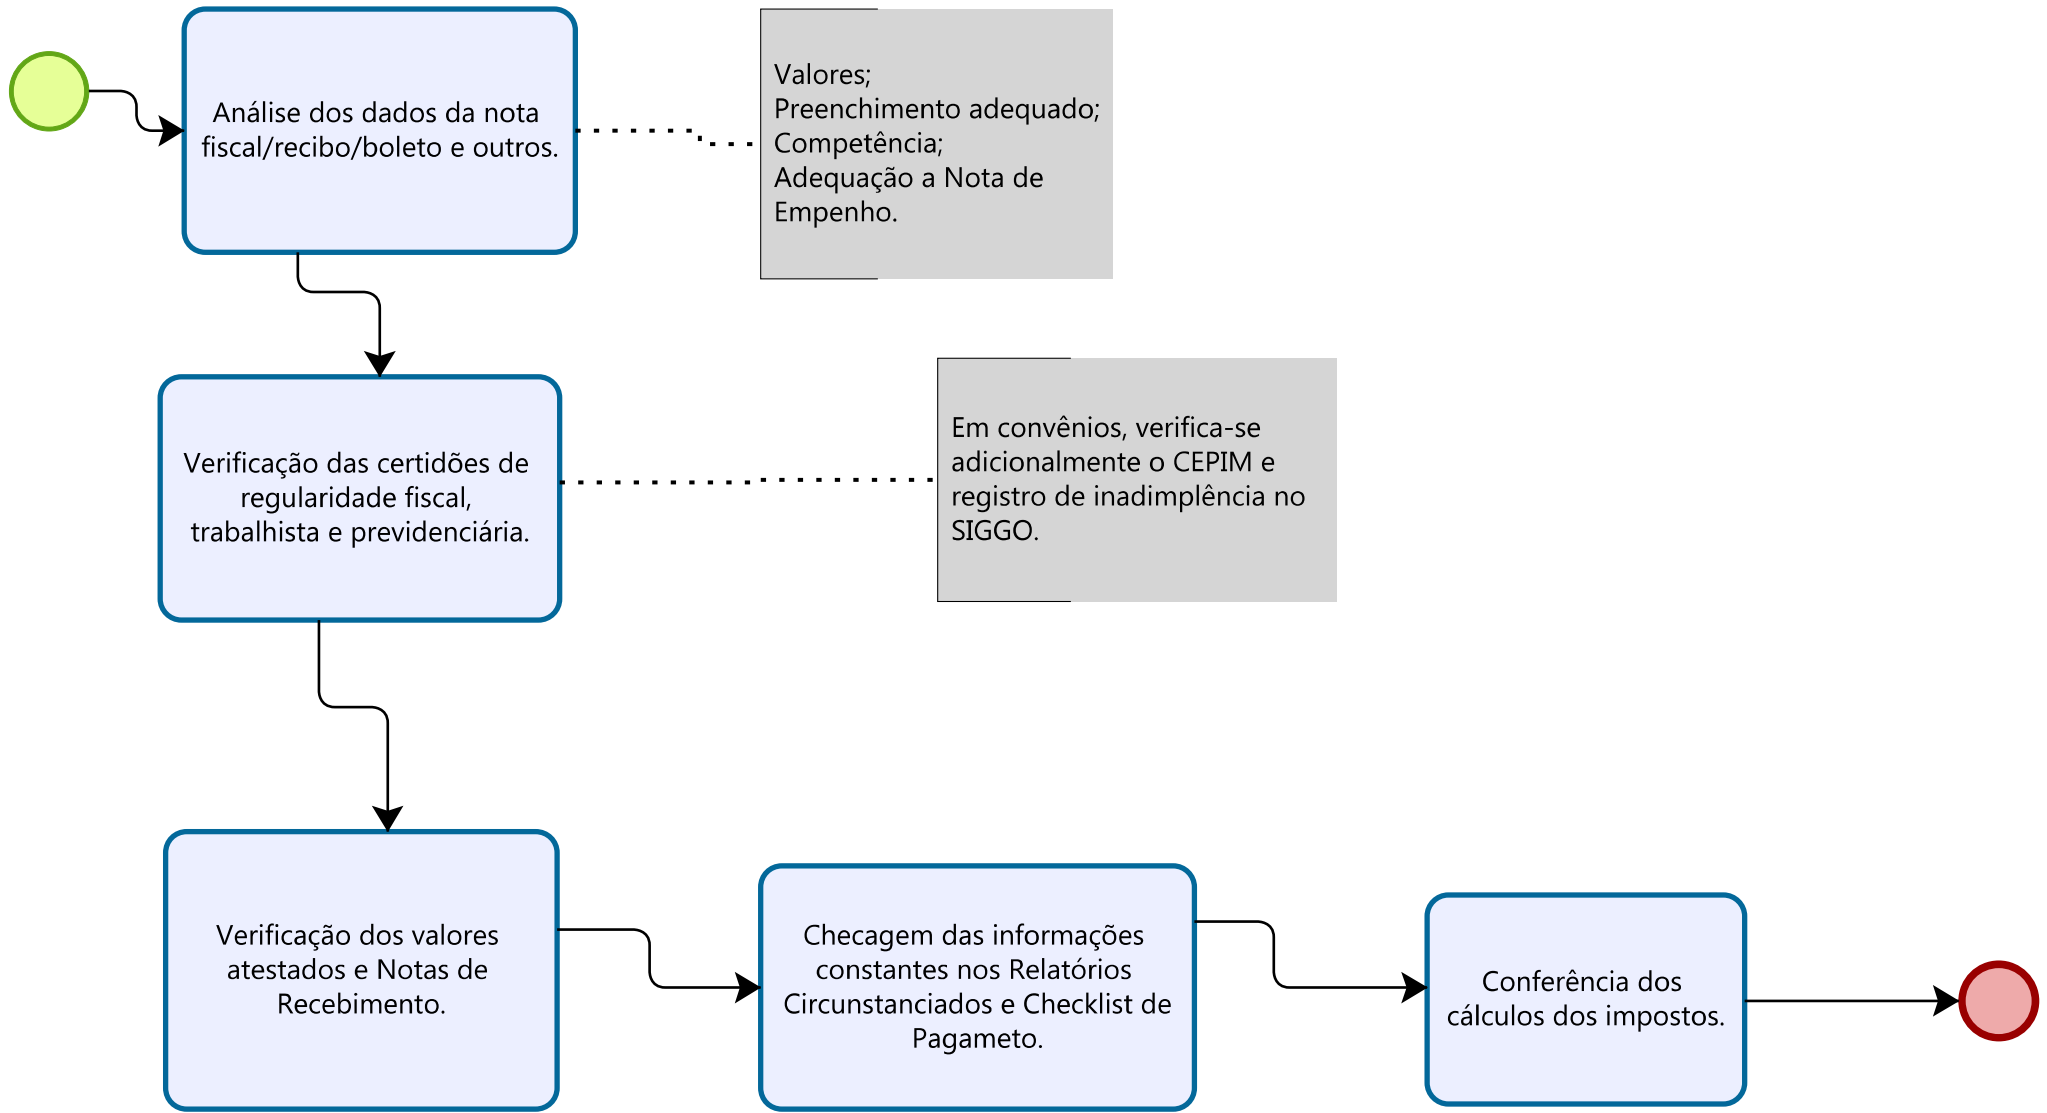 Análise dos dados da nota
fiscal/recibo/boleto e outros.
Valores;
Preenchimento adequado;
Competência;
Adequação a Nota de
Empenho.
Verificação das certidões de
regularidade fiscal,
trabalhista e previdenciária.
Em convênios, verifica-se
adicionalmente o CEPIM e
registro de inadimplência no
SIGGO.
Verificação dos valores
atestados e Notas de
Recebimento.
Checagem das informações
constantes nos Relatórios
Circunstanciados e Checklist de
Pagameto.
Conferência dos
cálculos dos impostos.